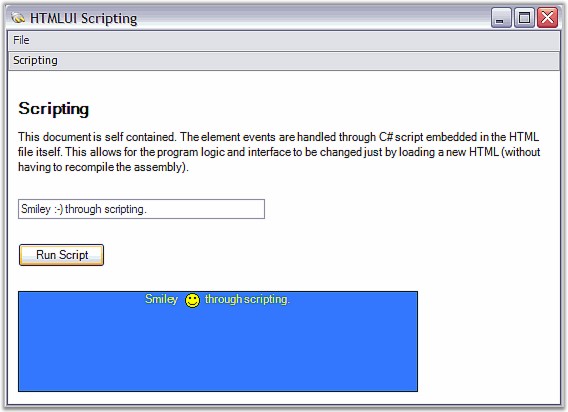 HTMLUI Scripting
File
Scripting
Scripting
This document is self contained. The element events are handled through C# script embedded in the HTML
file itself. This allows for the program logic and interface to be changed just by loading a new HTML (without
having to recompile the assembly).
Smiley :-) through scripting.
Run Script
Smiley through scripting.